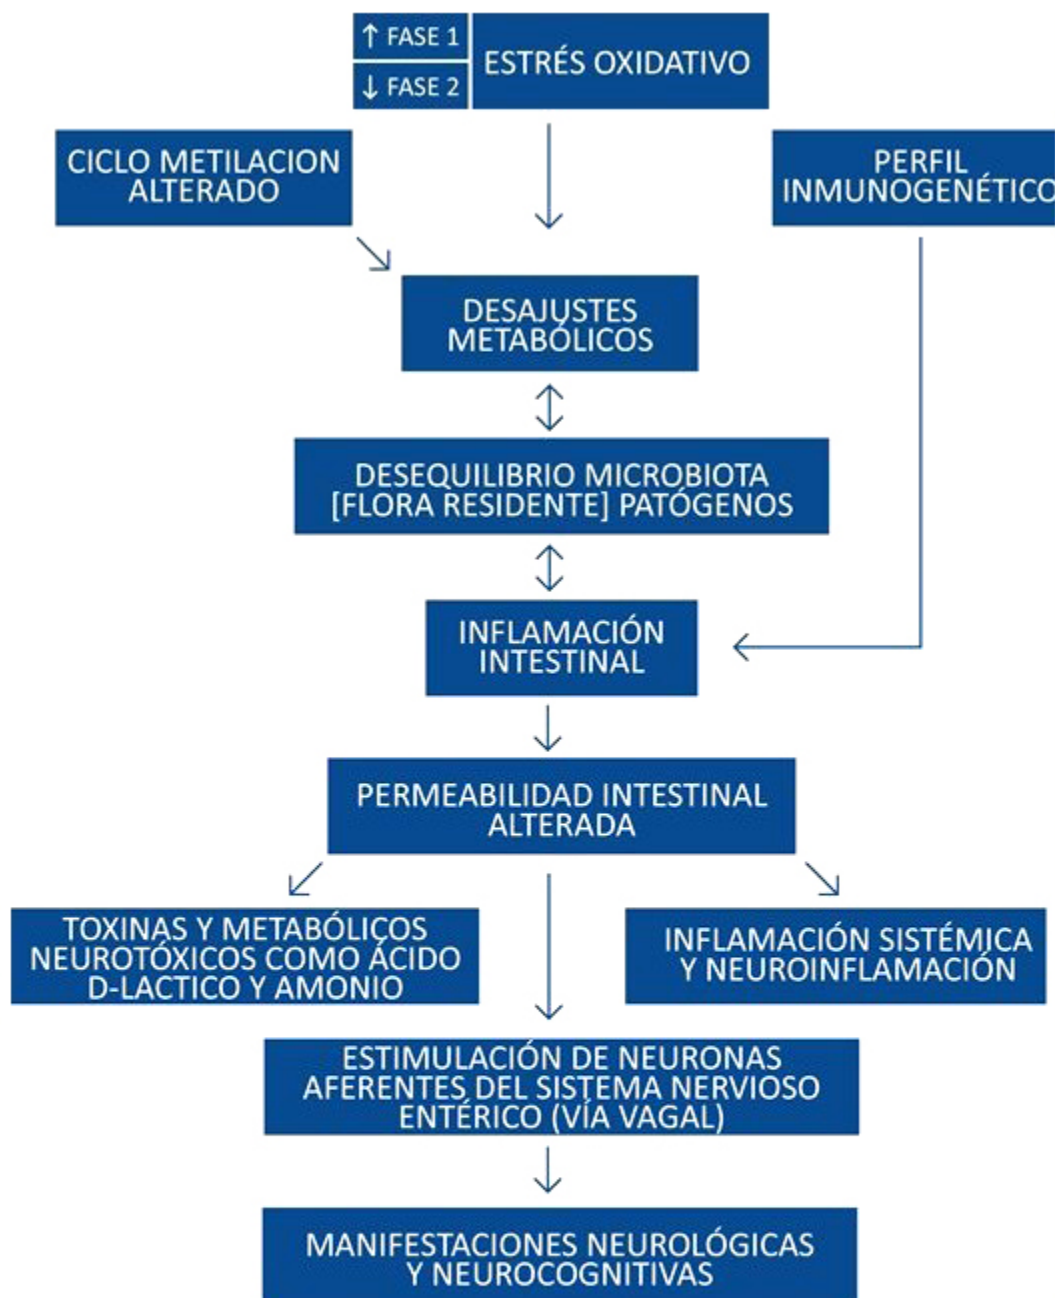 ↑ FASE 1
↓ FASE 2
ESTRÉS OXIDATIVO
CICLO METILACION
ALTERADO
PERFIL
INMUNOGENÉTICO
DESAJUSTES
METABÓLICOS
DESEQUILIBRIO MICROBIOTA
[FLORA RESIDENTE] PATÓGENOS
INFLAMACIÓN
INTESTINAL
PERMEABILIDAD INTESTINAL
ALTERADA
TOXINAS Y METABÓLICOS
NEUROTÓXICOS COMO ÁCIDO
D-LACTICO Y AMONIO
INFLAMACIÓN SISTÉMICA
Y NEUROINFLAMACIÓN
ESTIMULACIÓN DE NEURONAS
AFERENTES DEL SISTEMA NERVIOSO
ENTÉRICO (VÍA VAGAL)
MANIFESTACIONES NEUROLÓGICAS
Y NEUROCOGNITIVAS